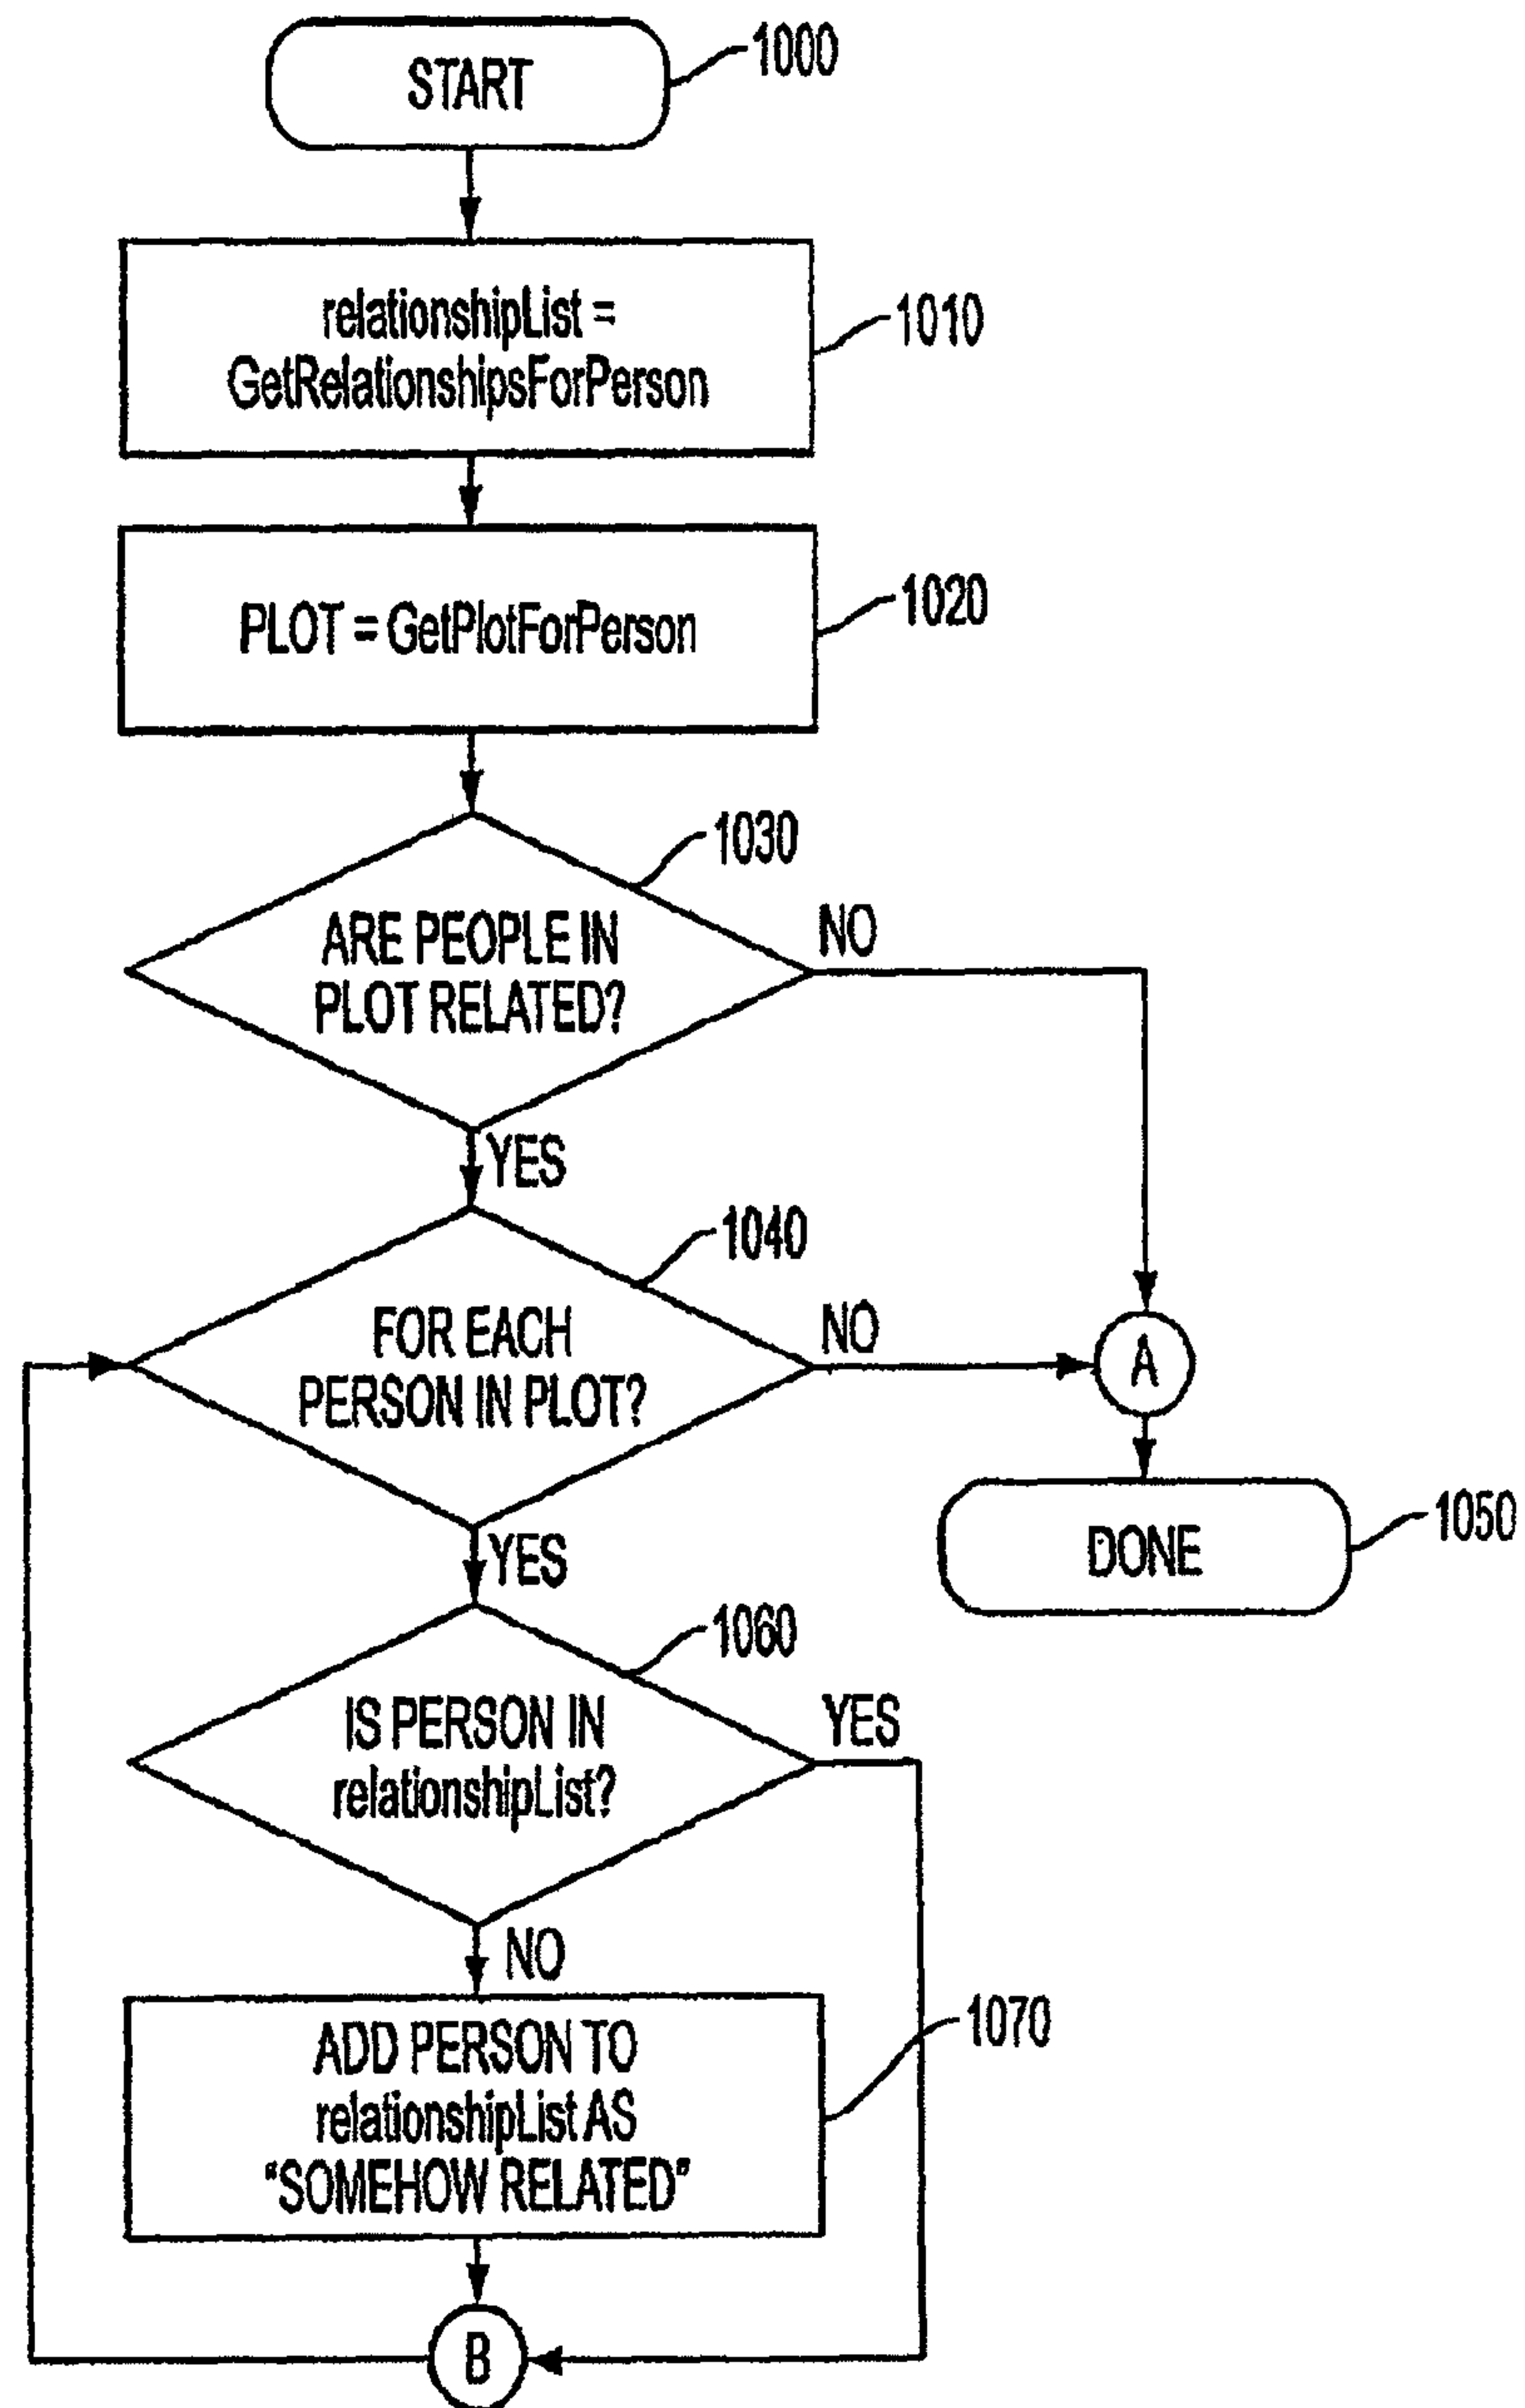 START
1000
relationshipList =
GetRelationshipsForPerson
1010
PLOT = GetPlotForPerson
1020
1030
ARE PEOPLE IN
PLOT RELATED?
NO
YES
1040
FOR EACH
PERSON IN PLOT?
NO
A
YES
DONE
1050
1060
IS PERSON IN
relationshipList?
YES
NO
ADD PERSON TO
relationshipList AS
"SOMEHOW RELATED"
1070
B